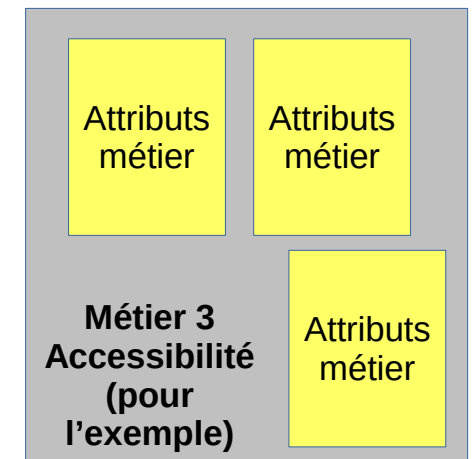 Attributs
métier
Attributs
métier
Métier 3
Accessibilité
(pour
l’exemple)
Attributs
métier